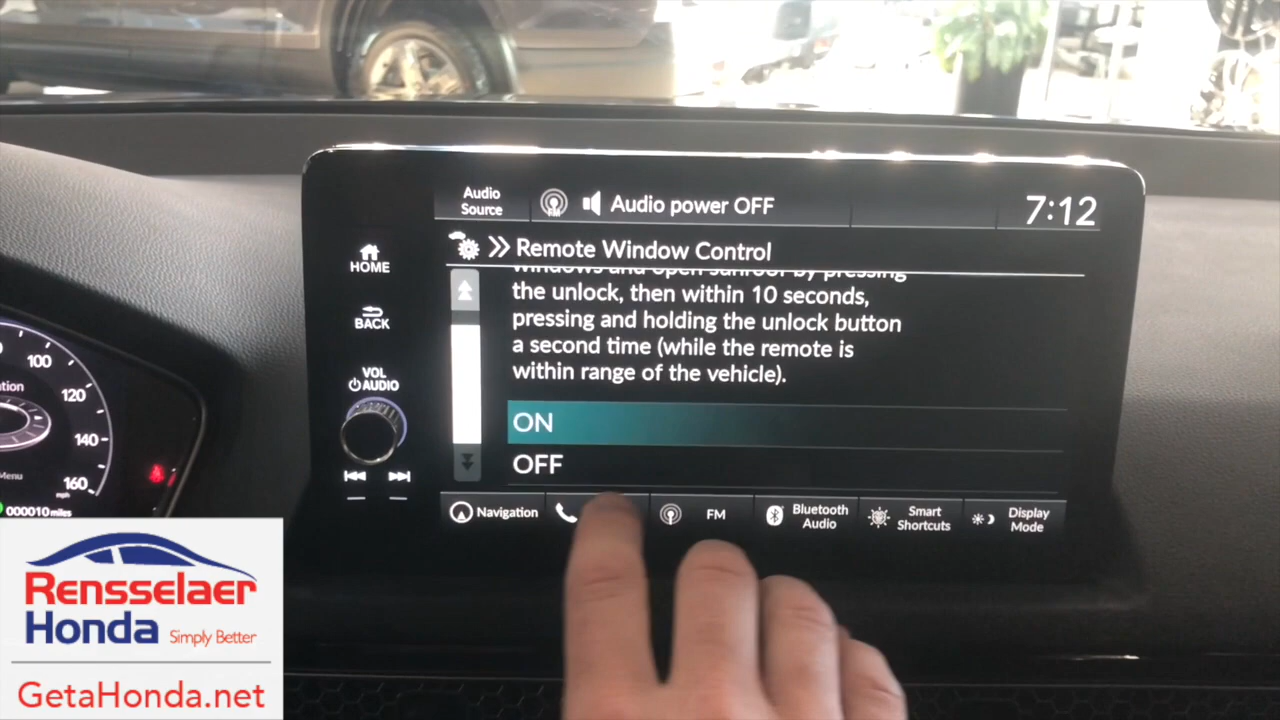 Audio
Source
FM
Audio power OFF
7:12
Remote Window Control
windows and open sunroof by pressing
the unlock, then within 10 seconds,
pressing and holding the unlock button
a second time (while the remote is
within range of the vehicle).
ON
OFF
HOME
BACK
VOL
AUDIO
Navigation
FM
Bluetooth
Audio
Smart
Shortcuts
Display
Mode
100
120
140
160
mph
Menu
000010 miles
Rensselaer
Honda Simply Better
GetaHonda.net